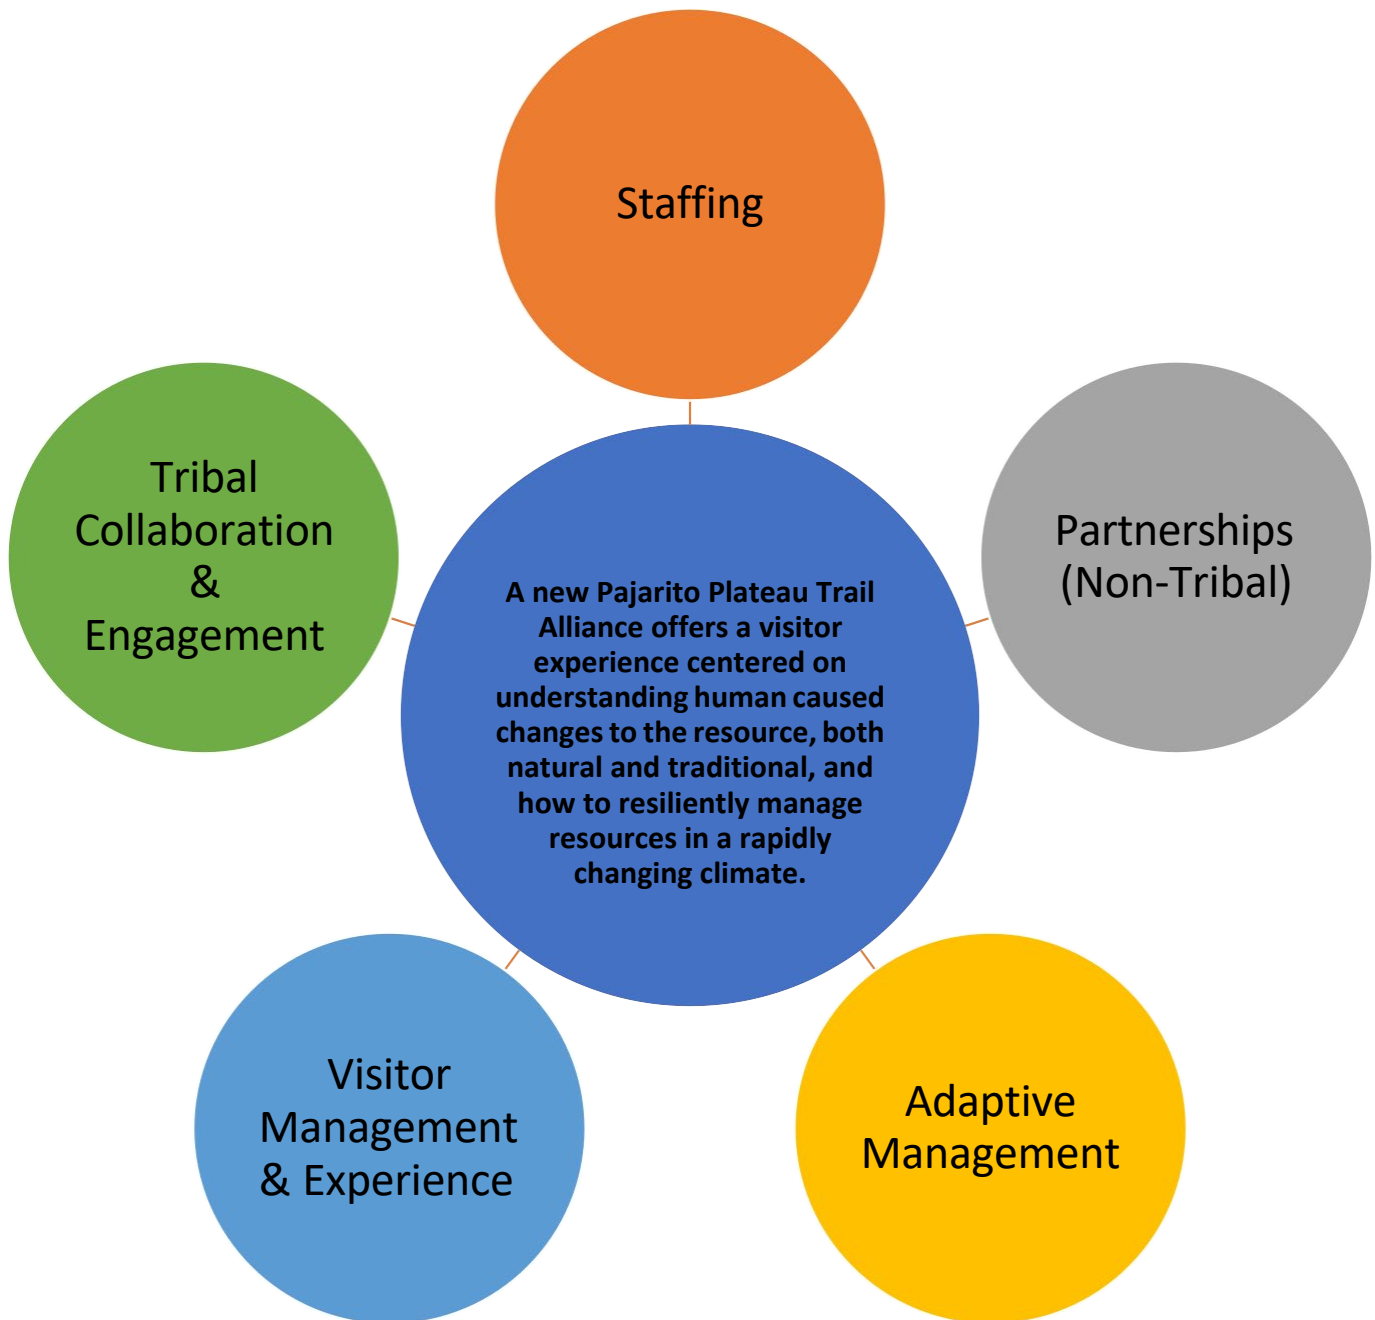 Staffing
Tribal
Collaboration
&
Engagement
Partnerships
(Non-Tribal)
A new Pajarito Plateau Trail
Alliance offers a visitor
experience centered on
understanding human caused
changes to the resource, both
natural and traditional, and
how to resiliently manage
resources in a rapidly
changing climate.
Visitor
Management
& Experience
Adaptive
Management